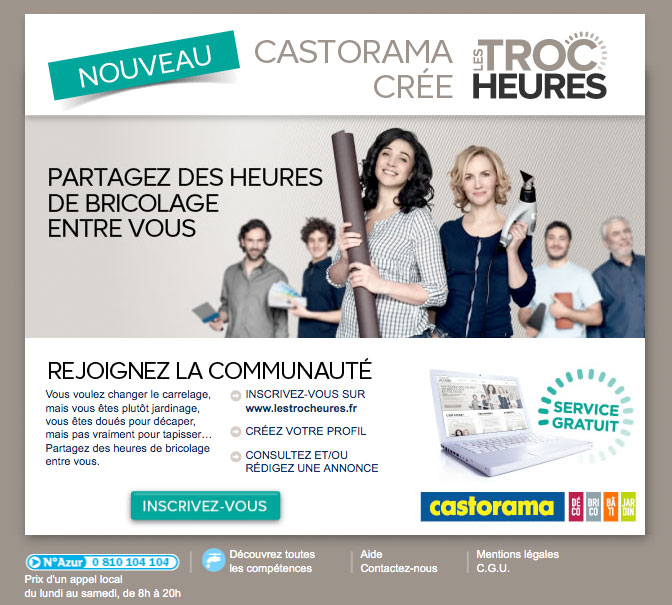 NOUVEAU
CASTORAMA
CRÉE
LES TROC
HEURES
PARTAGEZ DES HEURES
DE BRICOLAGE
ENTRE VOUS
REJOIGNEZ LA COMMUNAUTÉ
Vous voulez changer le carrelage,
mais vous êtes plutôt jardinage,
vous êtes doués pour décaper,
mais pas vraiment pour tapisser...
Partagez des heures de bricolage
entre vous.
INSCRIVEZ-VOUS SUR
www.lestrocheures.fr
CRÉEZ VOTRE PROFIL
CONSULTEZ ET/OU
RÉDIGEZ UNE ANNONCE
SERVICE
GRATUIT
INSCRIVEZ-VOUS
castorama
DÉCO
BRICO
BÂTI
JARDIN
N°Azur 0 810 104 104
Prix d'un appel local
du lundi au samedi, de 8h à 20h
Découvrez toutes
les compétences
Aide
Contactez-nous
Mentions légales
C.G.U.